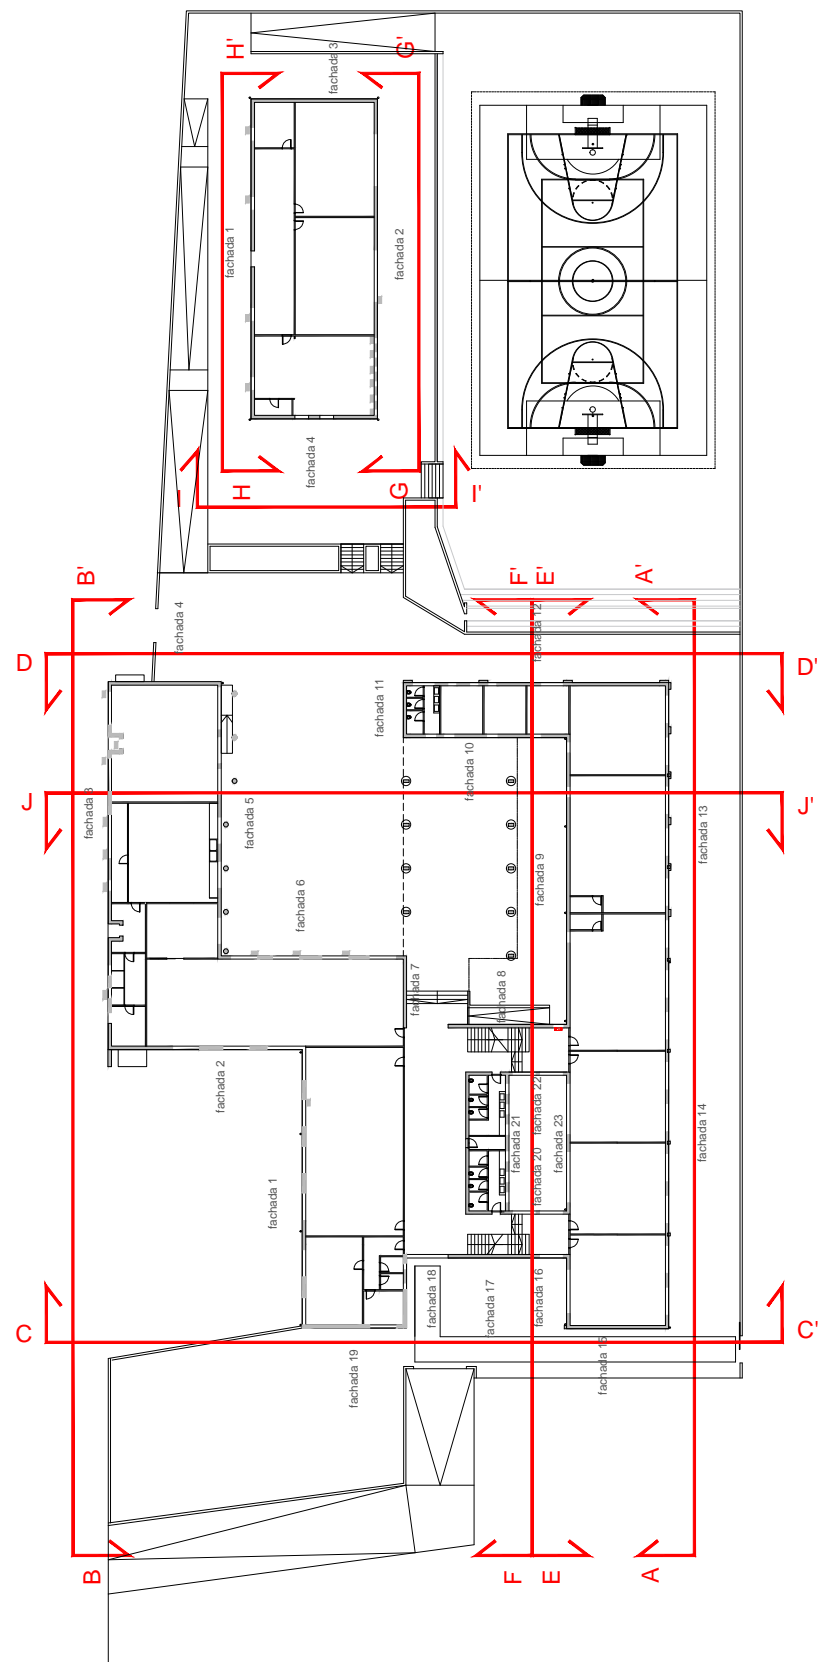 H'
fachada 3
G'
fachada 1
fachada 2
fachada 4
I
H
G
I'
B'
fachada 4
F'
E'
fachada 12
A'
D
D'
fachada 11
fachada 10
J
J'
fachada 3
fachada 5
fachada 13
fachada 6
fachada 9
fachada 7
fachada 8
fachada 2
fachada 21
fachada 22
fachada 23
fachada 14
fachada 20
fachada 1
C
C'
fachada 18
fachada 17
fachada 16
fachada 19
fachada 15
B
F
E
A